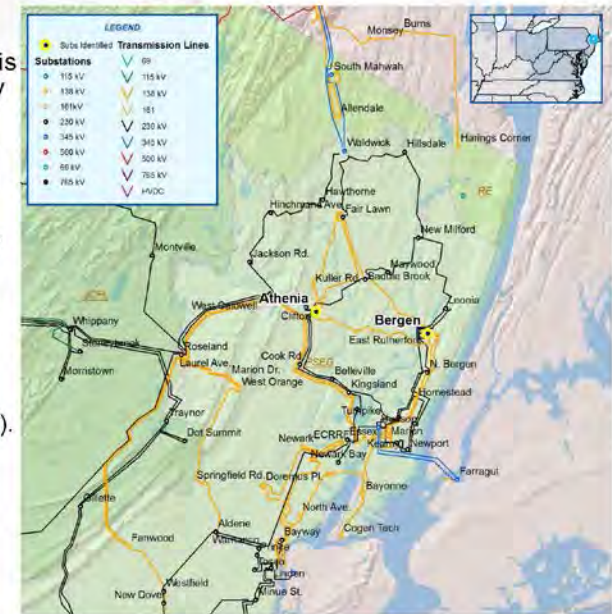 LEGEND
Subs Identified Transmission Lines
Substations
69
115 kV
115 kV
138 kV
138 kV
161kV
161
230 kV
230 kV
345 kV
345 kV
500 kV
500 kV
66 kV
765 kV
765 kV
HVDC
is
y
).
Burns
Monsey
South Mahwah
Allendale
Harings Corner
Waldwick
Hillsdale
RE
Hawthorne
Hinchmans Ave
Fair Lawn
New Milford
Montville
Jackson Rd.
Maywood
Kuller Rd.
Saddle Brook
Athenia
Leonia
West Caldwell
Clifton
Bergen
Whippany
East Rutherford
Roseland
Cook Rd.
PSEG
N. Bergen
Laurel Ave
Marion Dr.
Belleville
Morristown
West Orange
Kingsland
Homestead
Traynor
Turnpike
Dot Summit
ECRRF
Essex
Marion
Newark
Kearny
Newport
Newark Bay
Farragut
Springfield Rd.
Doremus Pl.
Bayonne
Gillette
North Ave.
Aldene
Cogen Tech
Fanwood
Bayway
Warinanco
Linden
Westfield
New Dover
Minue St.